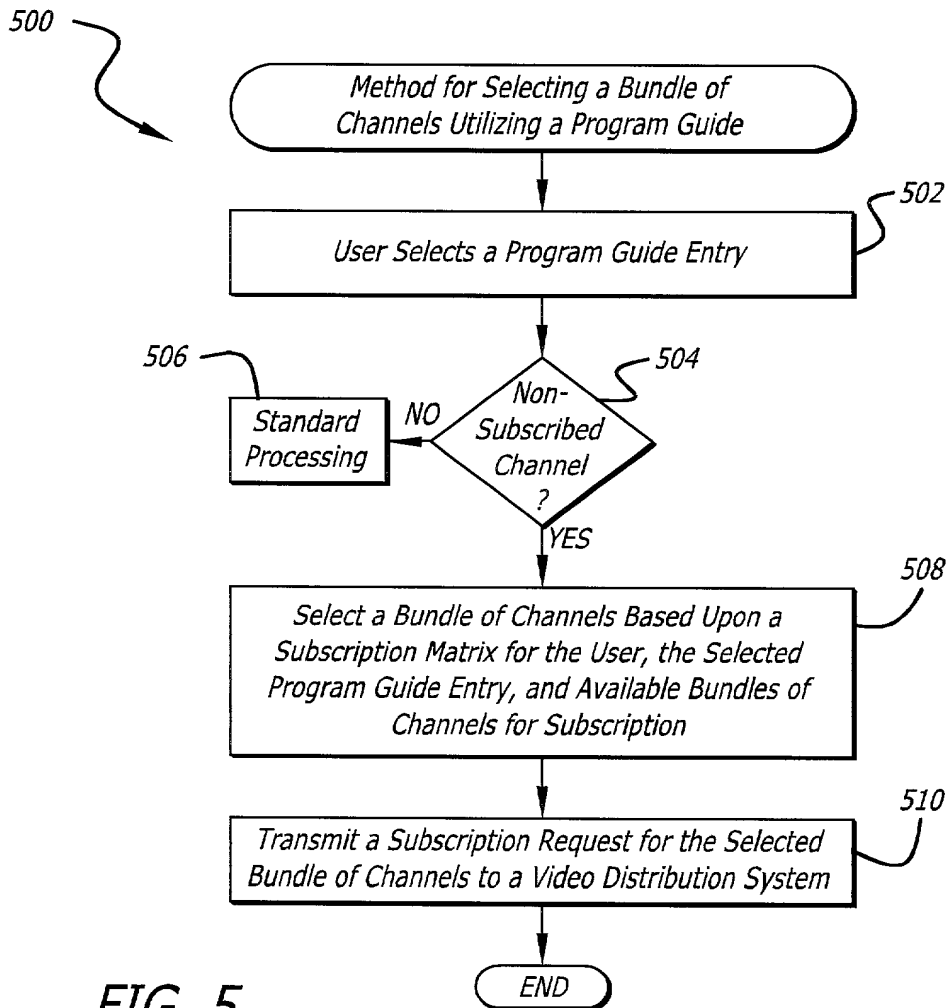 500
Method for Selecting a Bundle of
Channels Utilizing a Program Guide
502
User Selects a Program Guide Entry
506
504
Non-
Subscribed
Channel
?
NO
Standard
Processing
YES
508
Select a Bundle of Channels Based Upon a
Subscription Matrix for the User, the Selected
Program Guide Entry, and Available Bundles of
Channels for Subscription
510
Transmit a Subscription Request for the Selected
Bundle of Channels to a Video Distribution System
END
FIG. 5